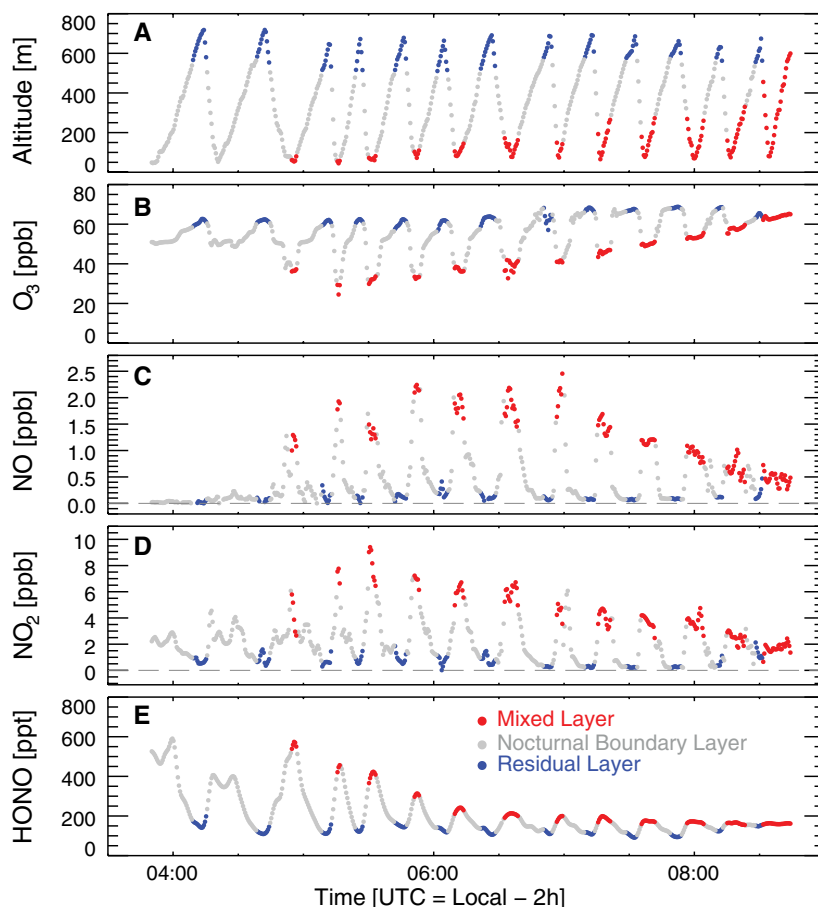 A
Altitude [m]
800
600
400
200
0
B
O3 [ppb]
80
60
40
20
0
C
NO [ppb]
2.5
2.0
1.5
1.0
0.5
0.0
D
NO2 [ppb]
10
8
6
4
2
0
E
HONO [ppt]
800
600
400
200
0
Mixed Layer
Nocturnal Boundary Layer
Residual Layer
04:00 06:00 08:00
Time [UTC = Local – 2h]